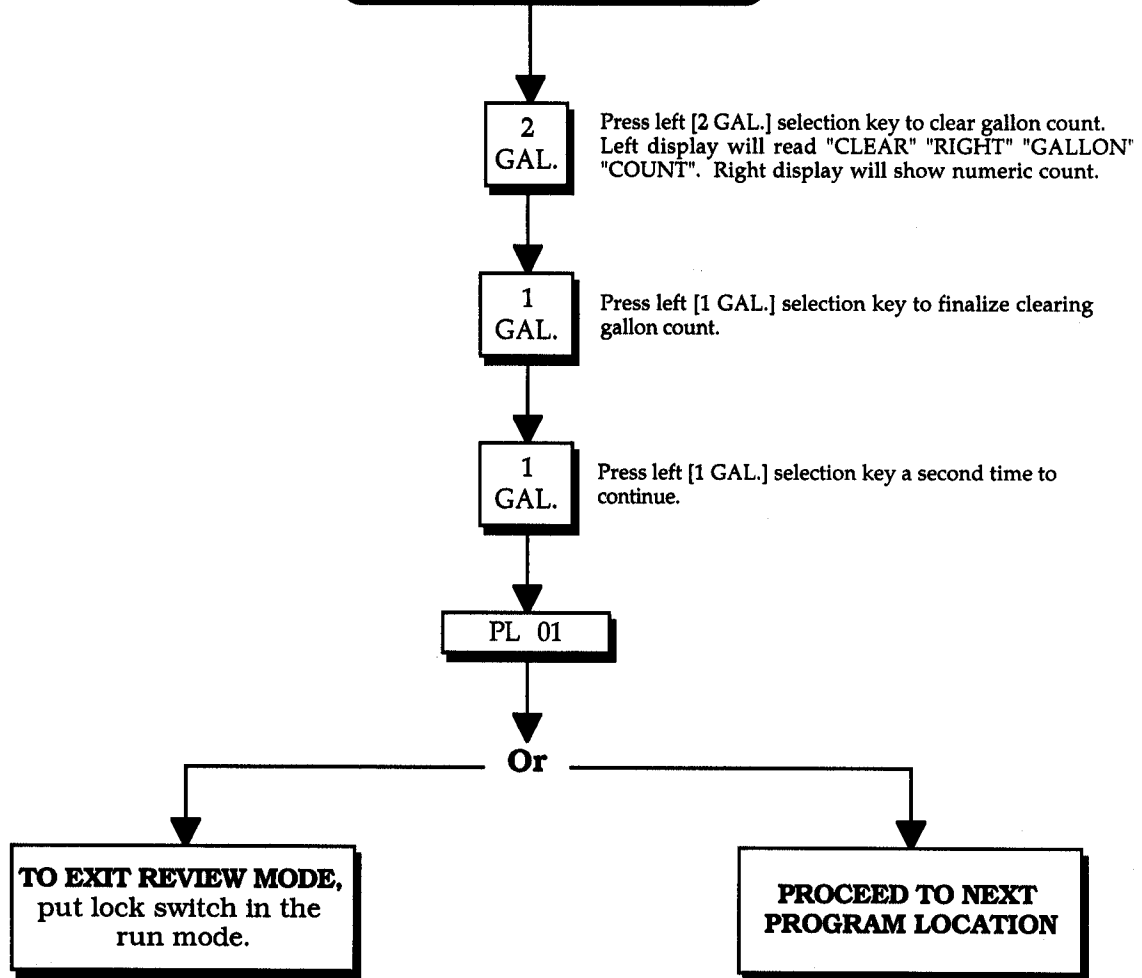 2
GAL.
Press left [2 GAL.] selection key to clear gallon count.
Left display will read "CLEAR" "RIGHT" "GALLON"
"COUNT". Right display will show numeric count.
1
GAL.
Press left [1 GAL.] selection key to finalize clearing
gallon count.
1
GAL.
Press left [1 GAL.] selection key a second time to
continue.
PL 01
Or
TO EXIT REVIEW MODE,
put lock switch in the
run mode.
PROCEED TO NEXT
PROGRAM LOCATION